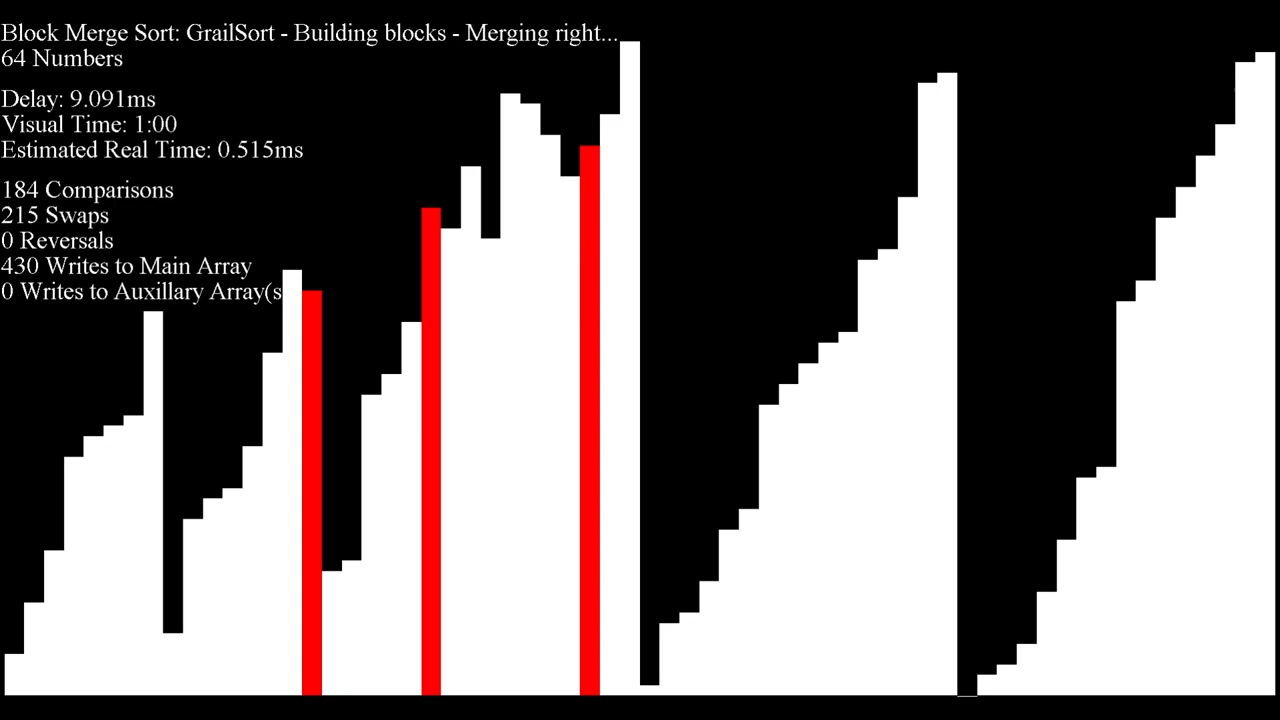 Block Merge Sort: GrailSort - Building blocks - Merging right...
64 Numbers
Delay: 9.091ms
Visual Time: 1:00
Estimated Real Time: 0.515ms
184 Comparisons
215 Swaps
0 Reversals
430 Writes to Main Array
0 Writes to Auxillary Array(s